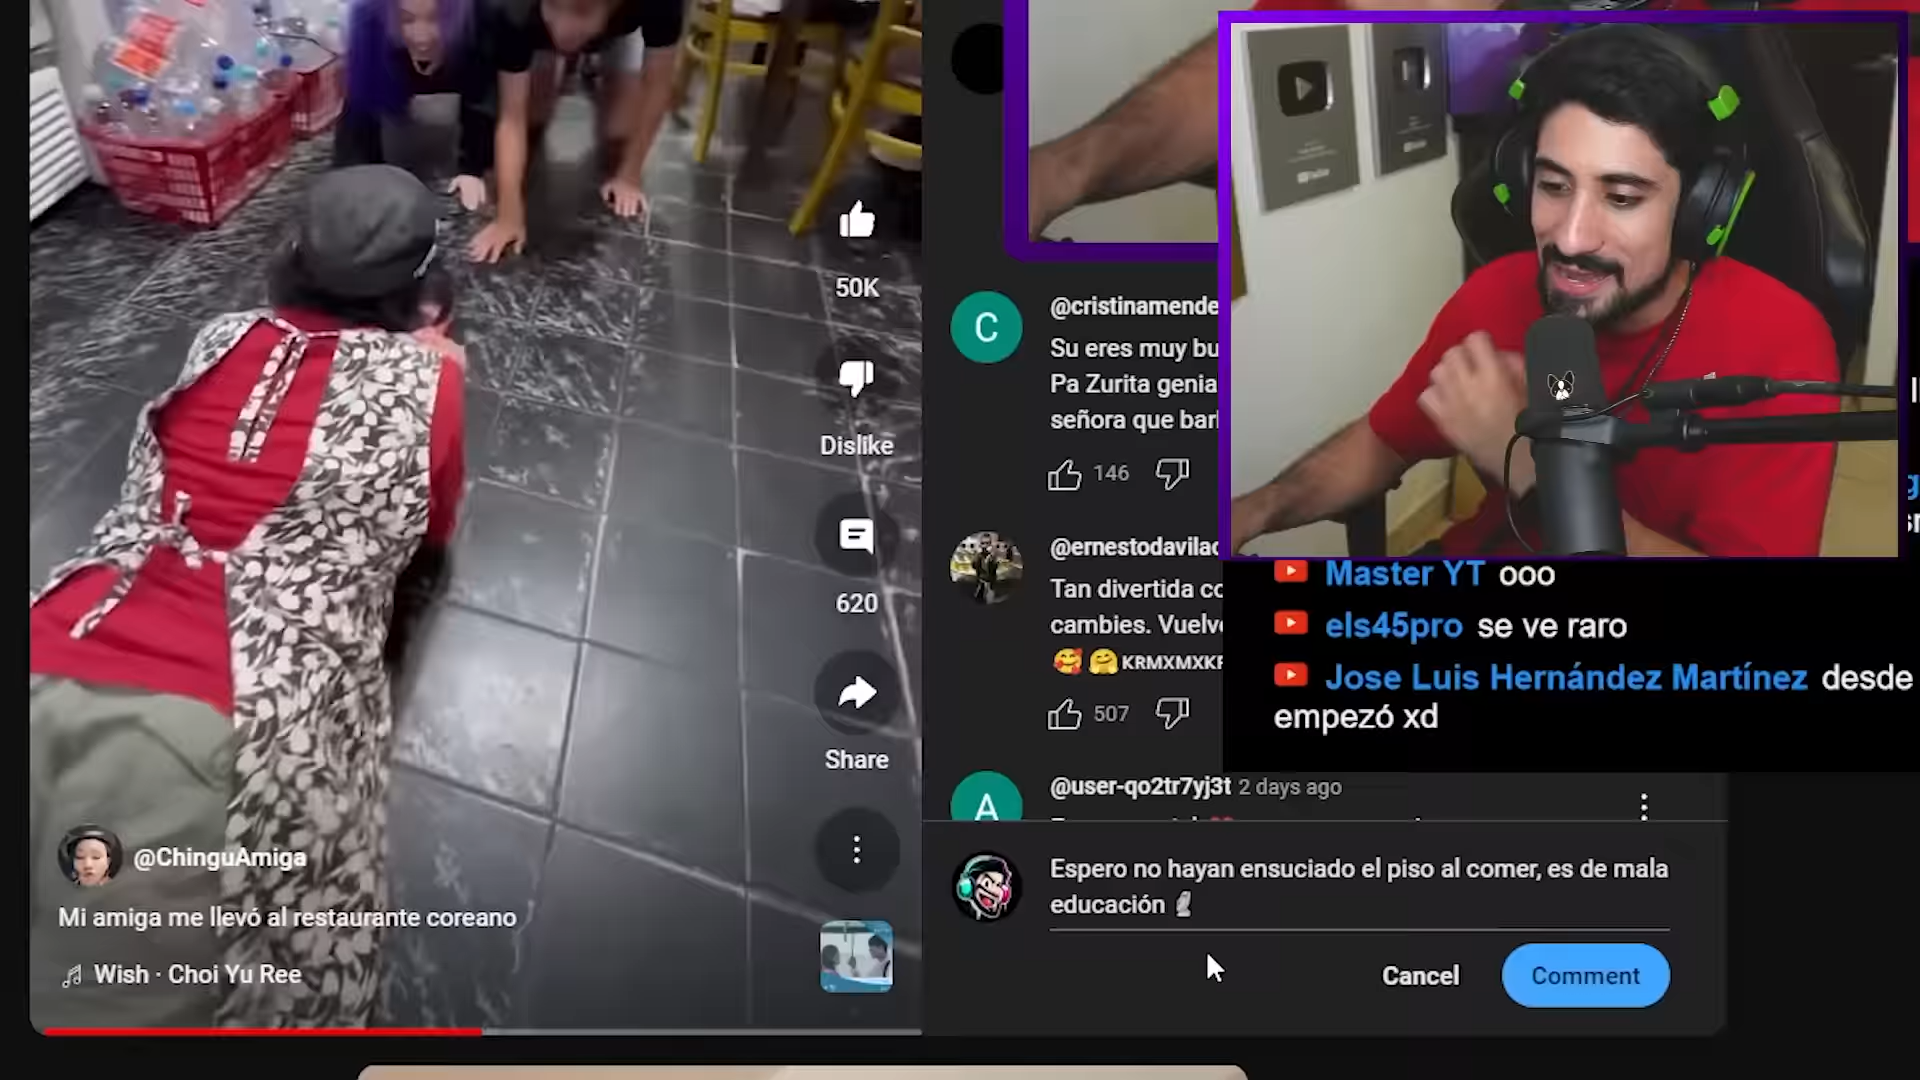 50K
Dislike
620
Share
@ChinguAmiga
Mi amiga me llevó al restaurante coreano
Wish · Choi Yu Ree
C
@cristinamende
Su eres muy bu
Pa Zurita genia
señora que
146
@ernestodavila
Tan divertida
cambies.
🥰 🤗 KRMXMXKF
507
A
@user-qo2tr7yj3t 2 days ago
Espero no hayan ensuciado el piso al comer, es de mala
educación 🗿
Cancel
Comment
Master YT ooo
els45pro se ve raro
Jose Luis Hernández Martínez desde
empezó xd